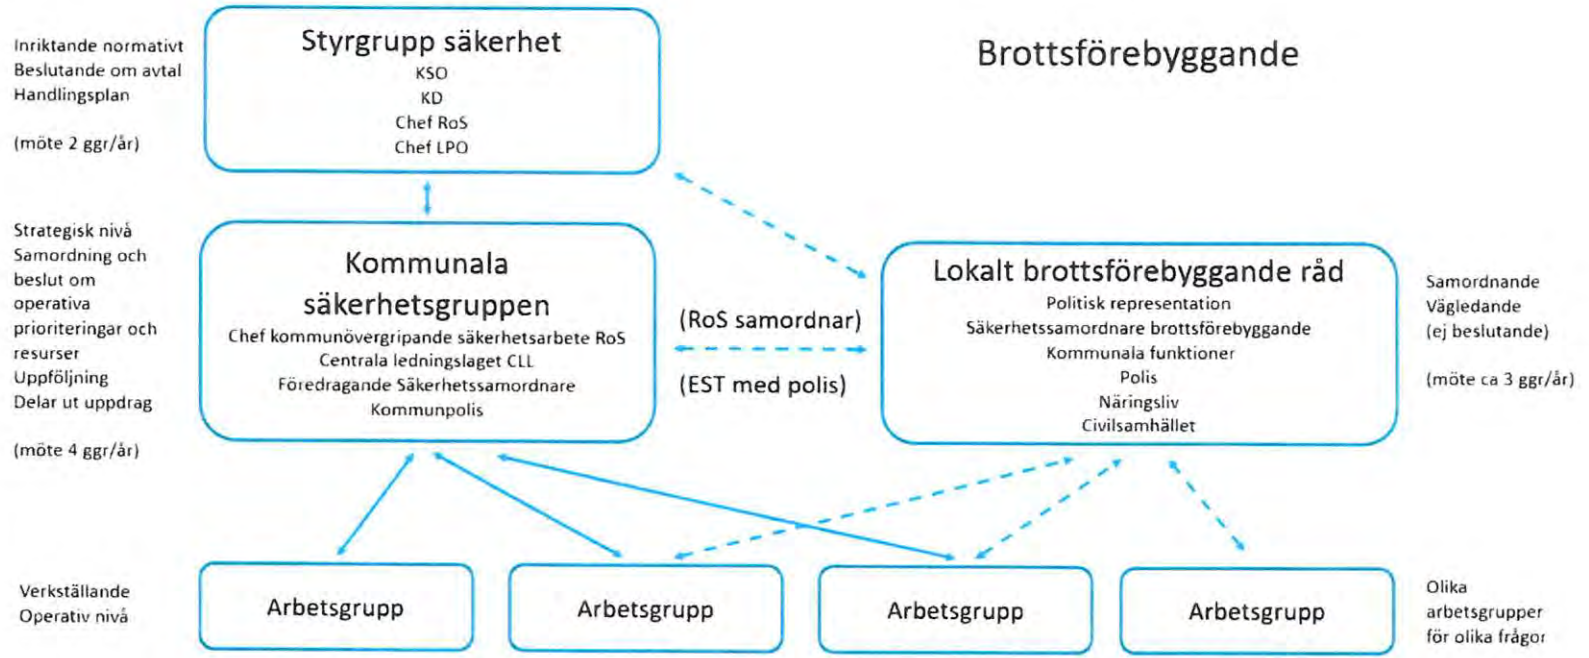 Brottsförebyggande
Inriktande normativt
Beslutande om avtal
Handlingsplan
(möte 2 ggr/år)
Styrgrupp säkerhet
KSO
KD
Chef RoS
Chef LPO
Strategisk nivå
Samordning och
beslut om
operativa
prioriteringar och
resurser
Uppföljning
Delar ut uppdrag
(möte 4 ggr/år)
Kommunala
säkerhetsgruppen
Chef kommunövergripande säkerhetsarbete RoS
Centrala ledningslaget CLL
Föredragande Säkerhetssamordnare
Kommunpolis
(RoS samordnar)
(EST med polis)
Lokalt brottsförebyggande råd
Politisk representation
Säkerhetssamordnare brottsförebyggande
Kommunala funktioner
Polis
Näringsliv
Civilsamhället
Samordnande
Vägledande
(ej beslutande)
(möte ca 3 ggr/år)
Verkställande
Operativ nivå
Arbetsgrupp
Arbetsgrupp
Arbetsgrupp
Arbetsgrupp
Olika
arbetsgrupper
för olika frågor